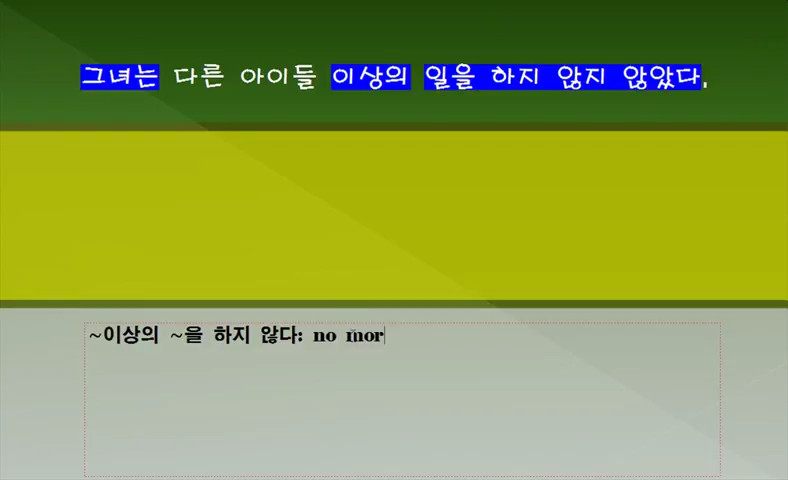 그녀는 다른 아이들 이상의 일을 하지 않지 않았다.
~이상의 ~을 하지 않다: no mor